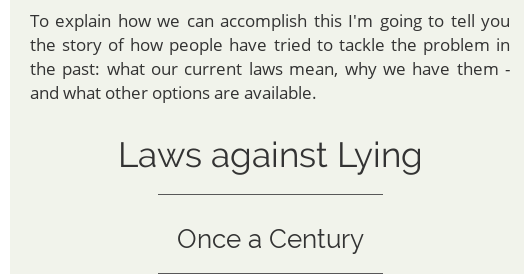 To explain how we can accomplish this I'm going to tell you
the story of how people have tried to tackle the problem in
the past: what our current laws mean, why we have them -
and what other options are available.
Laws against Lying
Once a Century